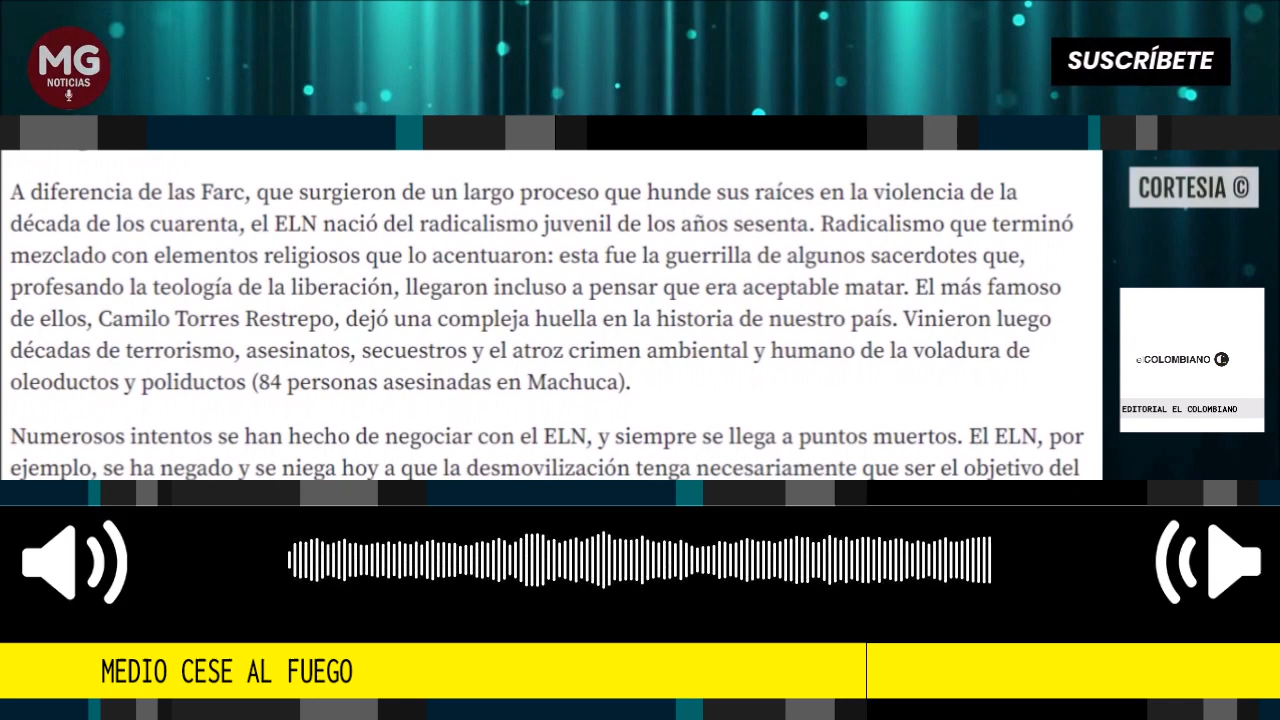 MG
NOTICIAS
SUSCRÍBETE
A diferencia de las Farc, que surgieron de un largo proceso que hunde sus raíces en la violencia de la
década de los cuarenta, el ELN nació del radicalismo juvenil de los años sesenta. Radicalismo que terminó
mezclado con elementos religiosos que lo acentuaron: esta fue la guerrilla de algunos sacerdotes que,
profesando la teología de la liberación, llegaron incluso a pensar que era aceptable matar. El más famoso
de ellos, Camilo Torres Restrepo, dejó una compleja huella en la historia de nuestro país. Vinieron luego
décadas de terrorismo, asesinatos, secuestros y el atroz crimen ambiental y humano de la voladura de
oleoductos y poliductos (84 personas asesinadas en Machuca).
Numerosos intentos se han hecho de negociar con el ELN, y siempre se llega a puntos muertos. El ELN, por
ejemplo, se ha negado y se niega hoy a que la desmovilización tenga necesariamente que ser el objetivo del
CORTESIA ©
el COLOMBIANO
EDITORIAL EL COLOMBIANO
MEDIO CESE AL FUEGO